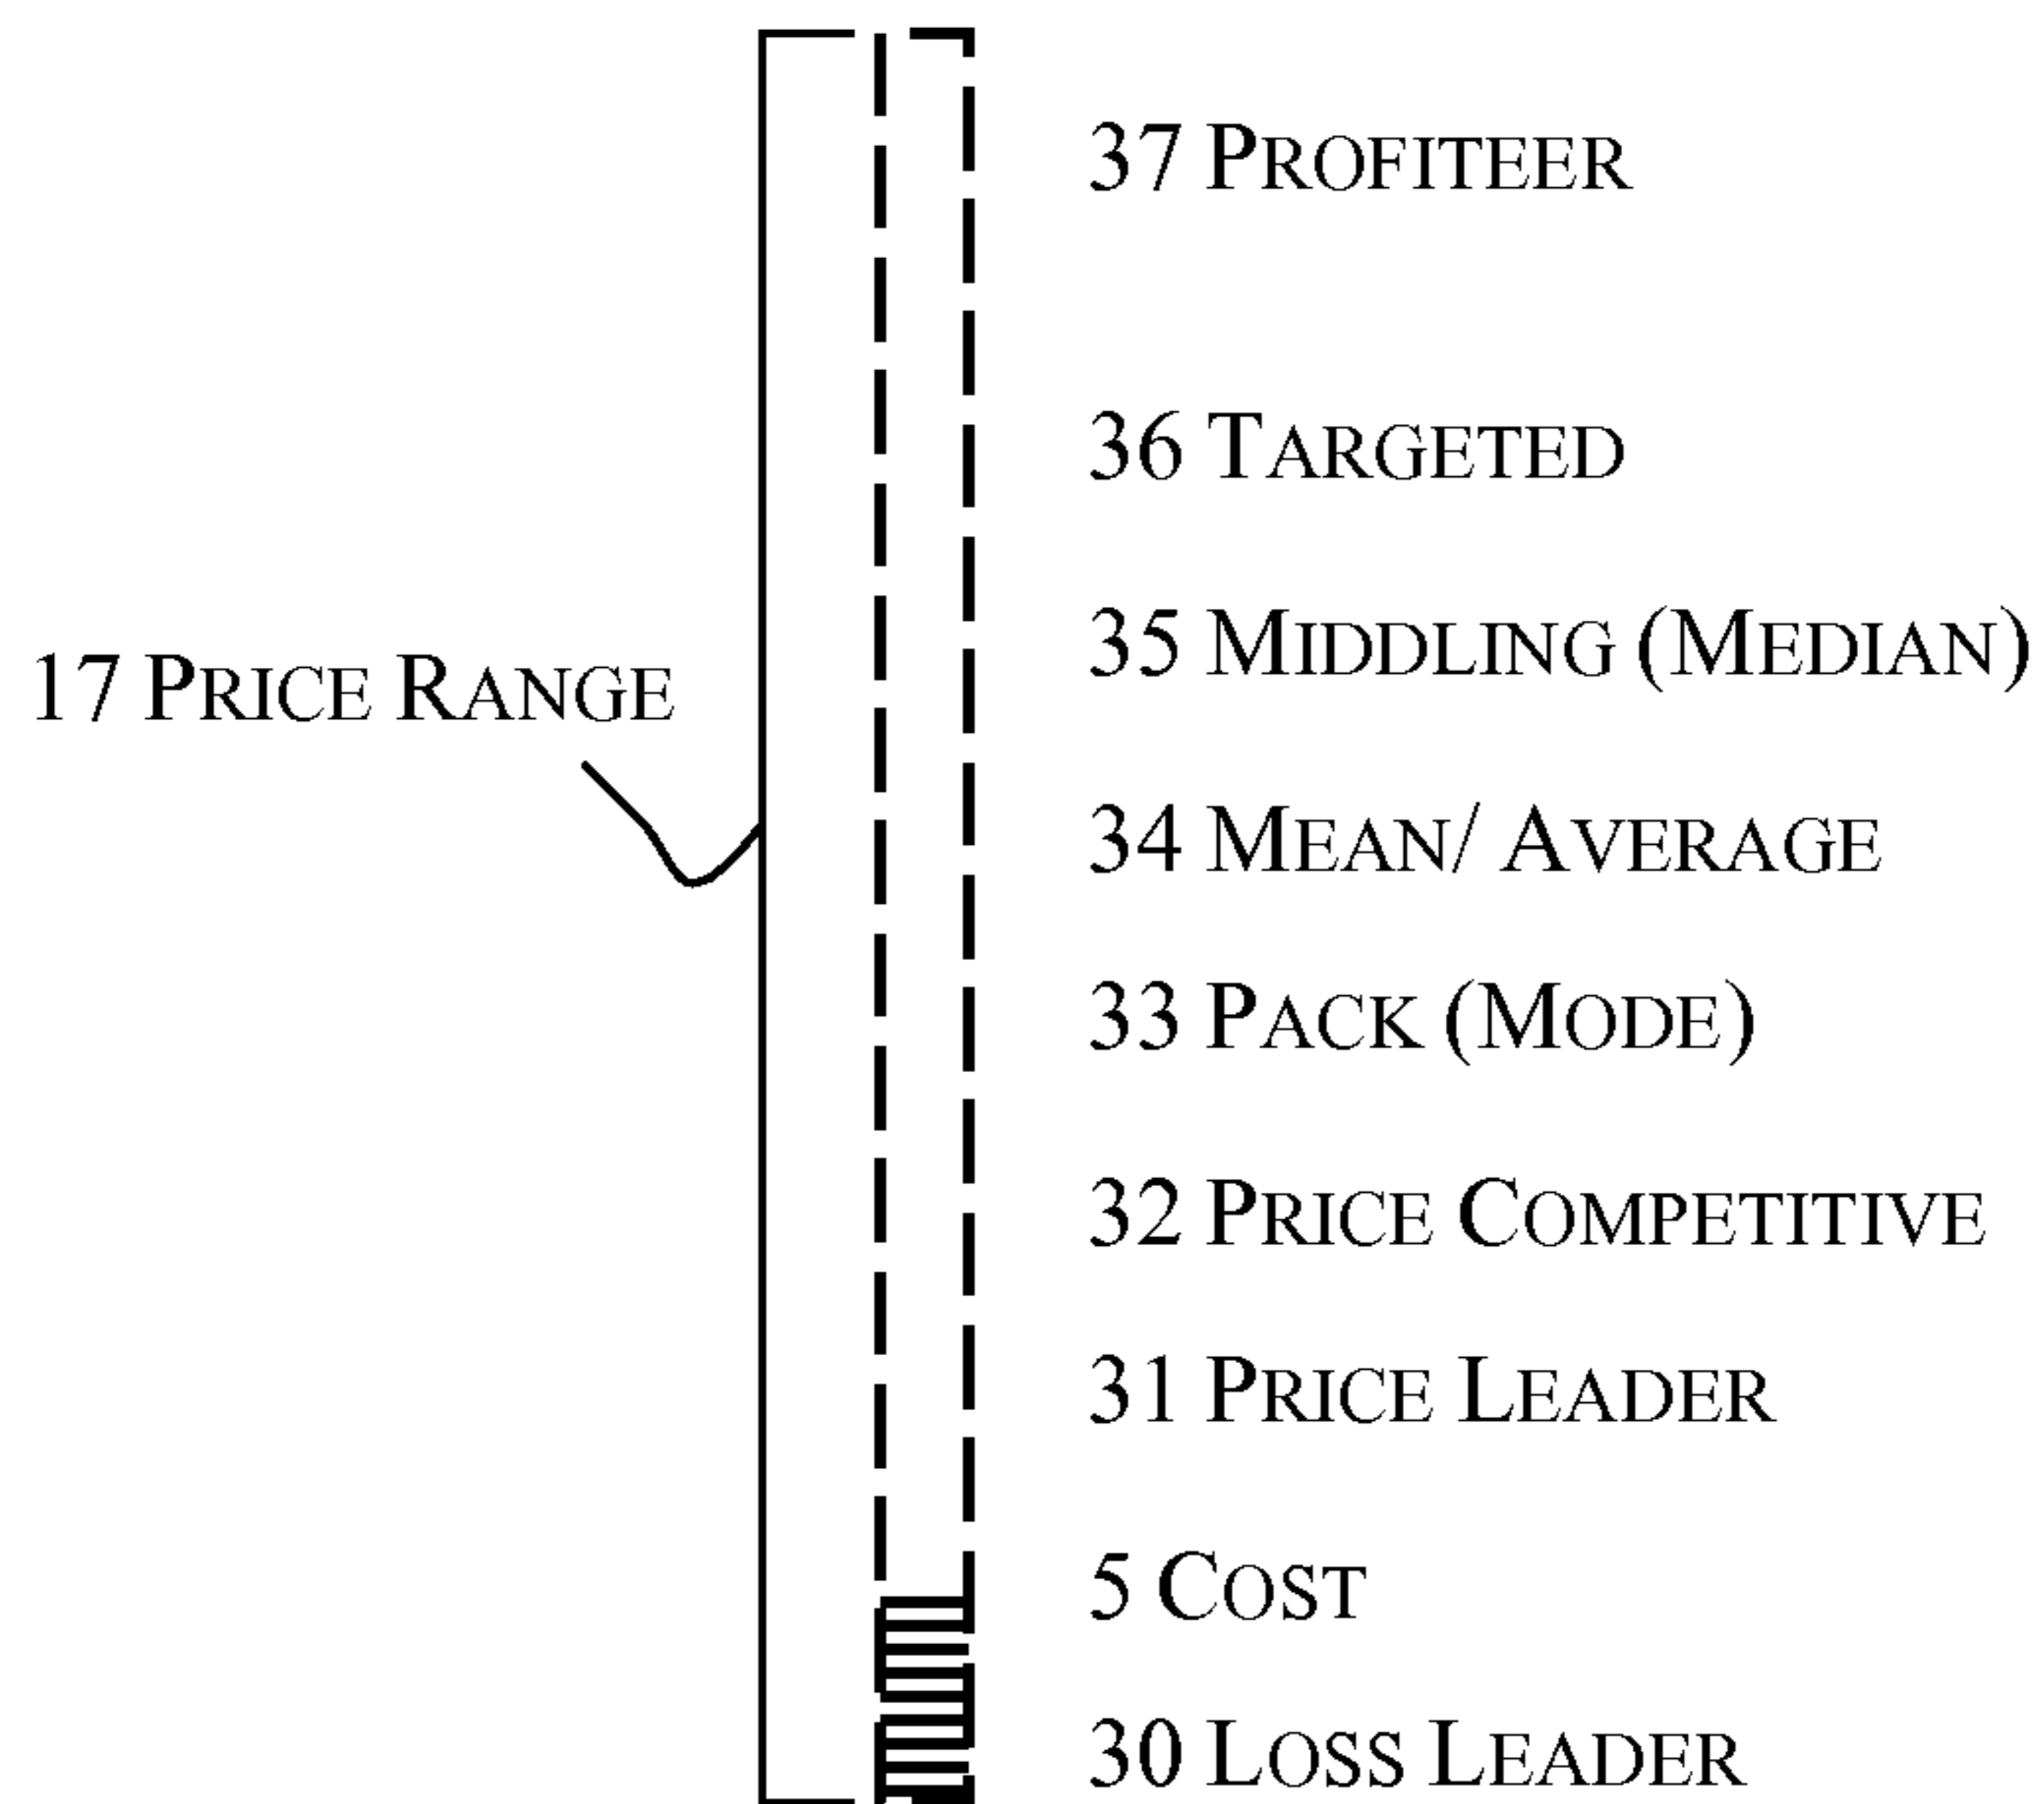 37 PROFITEER
36 TARGETED
35 MIDDLING (MEDIAN)
17 PRICE RANGE
34 MEAN/ AVERAGE
33 PACK (MODE)
32 PRICE COMPETITIVE
31 PRICE LEADER
5 COST
30 LOSS LEADER